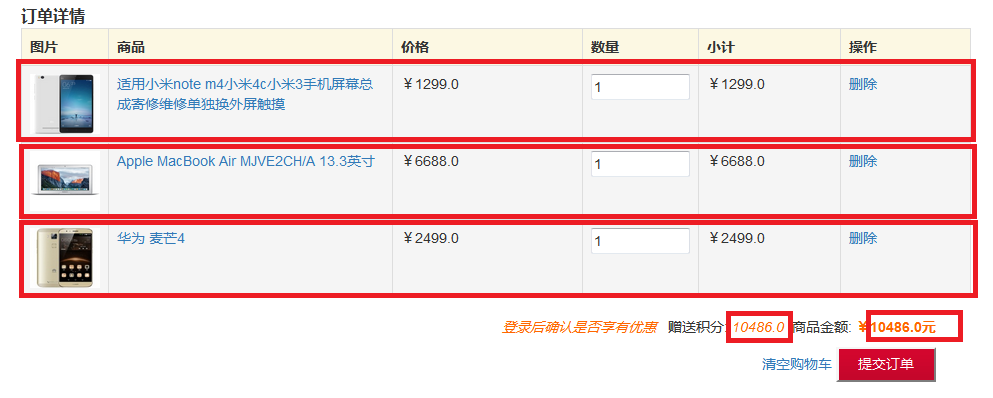 订单详情
图片 商品 价格 数量 小计 操作
适用小米note m4小米4c小米3手机屏幕总 ￥1299.0 1 ￥1299.0 删除
成寄修维修单独换外屏触摸
Apple MacBook Air MJVE2CH/A 13.3英寸 ￥6688.0 1 ￥6688.0 删除
华为 麦芒4 ￥2499.0 1 ￥2499.0 删除
登录后确认是否享有优惠 赠送积分:10486.0 商品金额: ￥10486.0元
清空购物车 提交订单